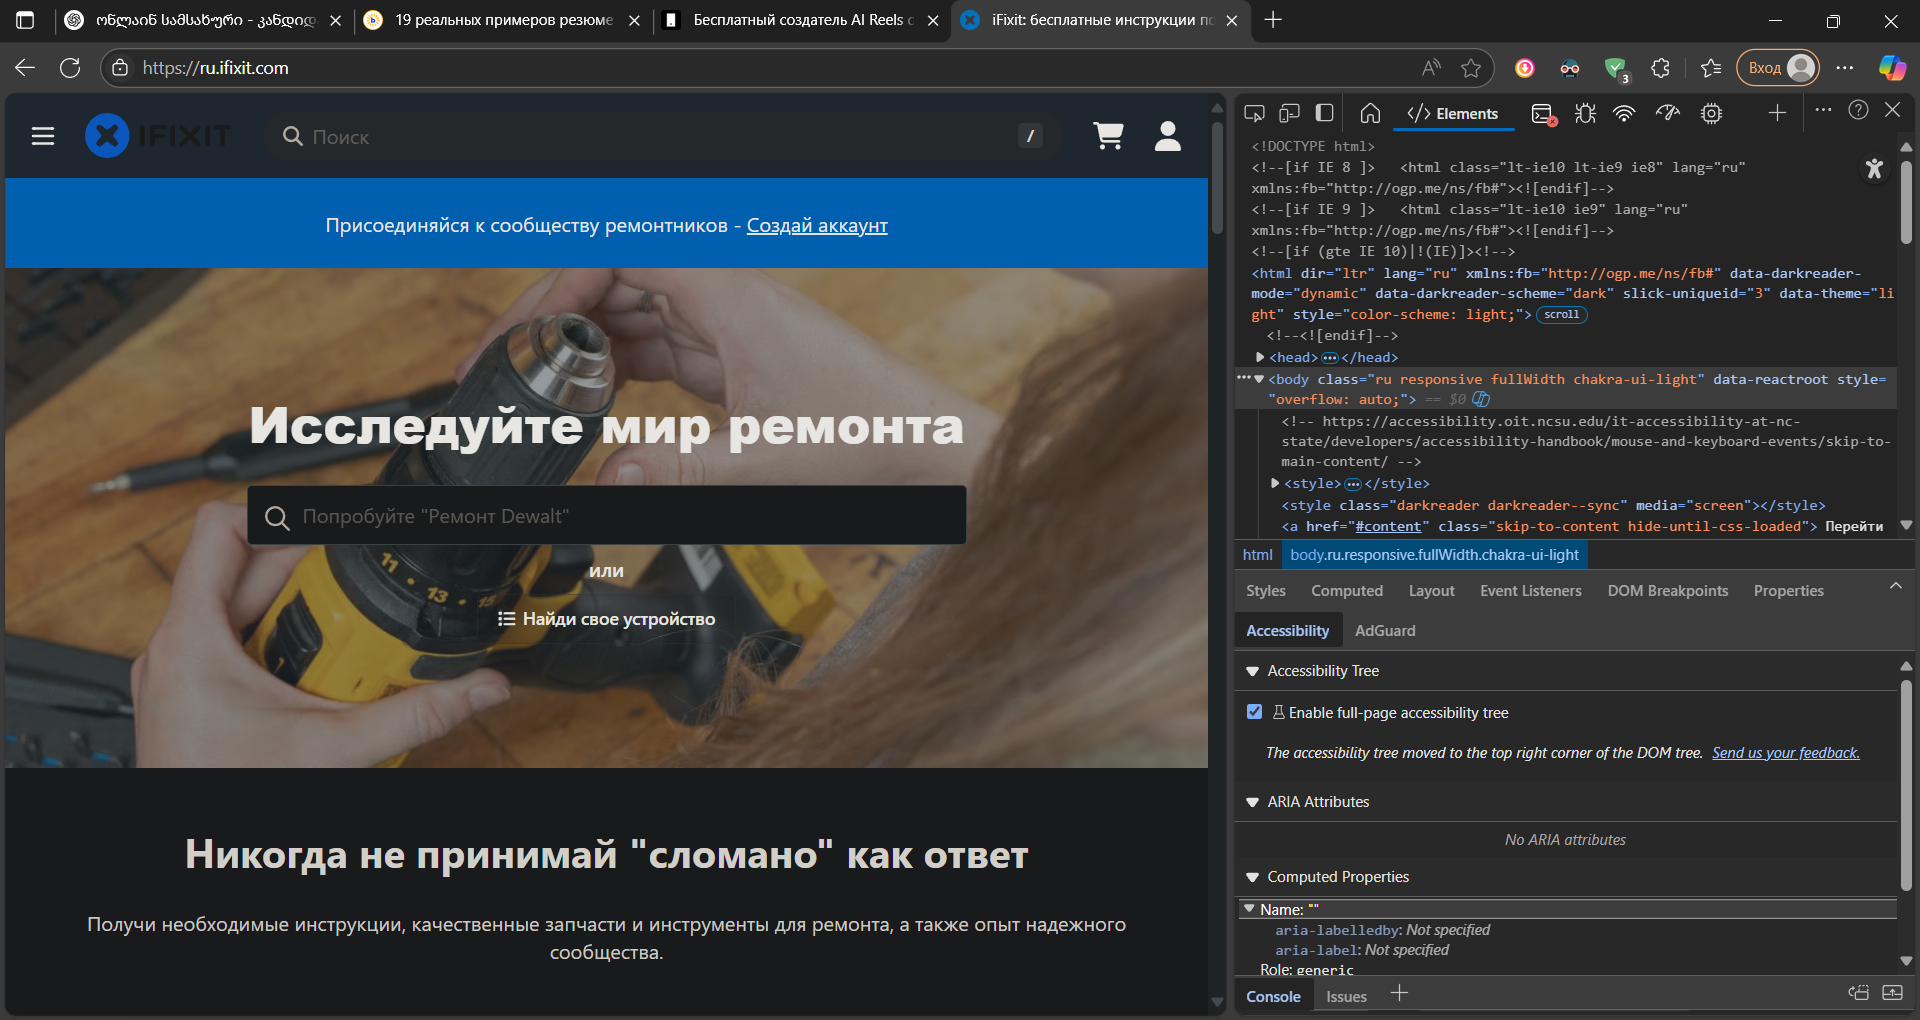 ონლაინ სამსახური - კანდიდ
19 реальных примеров резюме
Бесплатный создатель AI Reels с
iFixit: бесплатные инструкции по
https://ru.ifixit.com
3
Вход
IFIXIT
Поиск
/
Присоединяйся к сообществу ремонтников - Создай аккаунт
Исследуйте мир ремонта
Попробуйте "Ремонт Dewalt"
или
11 • 13 • 15
Найди свое устройство
Никогда не принимай "сломано" как ответ
Получи необходимые инструкции, качественные запчасти и инструменты для ремонта, а также опыт надежного
сообщества.
Elements
<!DOCTYPE html>
<!--[if IE 8 ]>   <html class="lt-ie10 lt-ie9 ie8" lang="ru"
xmlns:fb="http://ogp.me/ns/fb#"><![endif]-->
<!--[if IE 9 ]>   <html class="lt-ie10 ie9" lang="ru"
xmlns:fb="http://ogp.me/ns/fb#"><![endif]-->
<!--[if (gte IE 10)|!(IE)]><!-->
<html dir="ltr" lang="ru" xmlns:fb="http://ogp.me/ns/fb#" data-darkreader-
mode="dynamic" data-darkreader-scheme="dark" slick-uniqueid="3" data-theme="li
ght" style="color-scheme: light;"> scroll
<!--<![endif]-->
<head>…</head>
<body class="ru responsive fullWidth chakra-ui-light" data-reactroot style=
"overflow: auto;"> == $0
<!-- https://accessibility.oit.ncsu.edu/it-accessibility-at-nc-
state/developers/accessibility-handbook/mouse-and-keyboard-events/skip-to-
main-content/ -->
<style>…</style>
<style class="darkreader darkreader--sync" media="screen"></style>
<a href="#content" class="skip-to-content hide-until-css-loaded"> Перейти
html body.ru.responsive.fullWidth.chakra-ui-light
Styles Computed Layout Event Listeners DOM Breakpoints Properties
Accessibility AdGuard
Accessibility Tree
Enable full-page accessibility tree
The accessibility tree moved to the top right corner of the DOM tree. Send us your feedback.
ARIA Attributes
No ARIA attributes
Computed Properties
Name: ""
aria-labelledby: Not specified
aria-label: Not specified
Role: generic
Console Issues